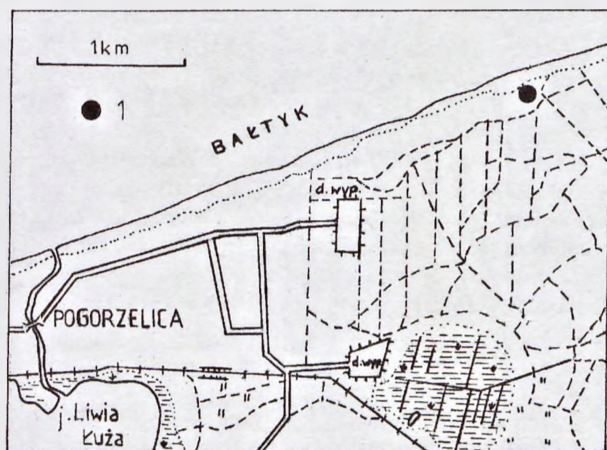 1km
1
BAŁTYK
d.wyp.
POGORZELICA
d.wyp.
j. Liwia
Łuża